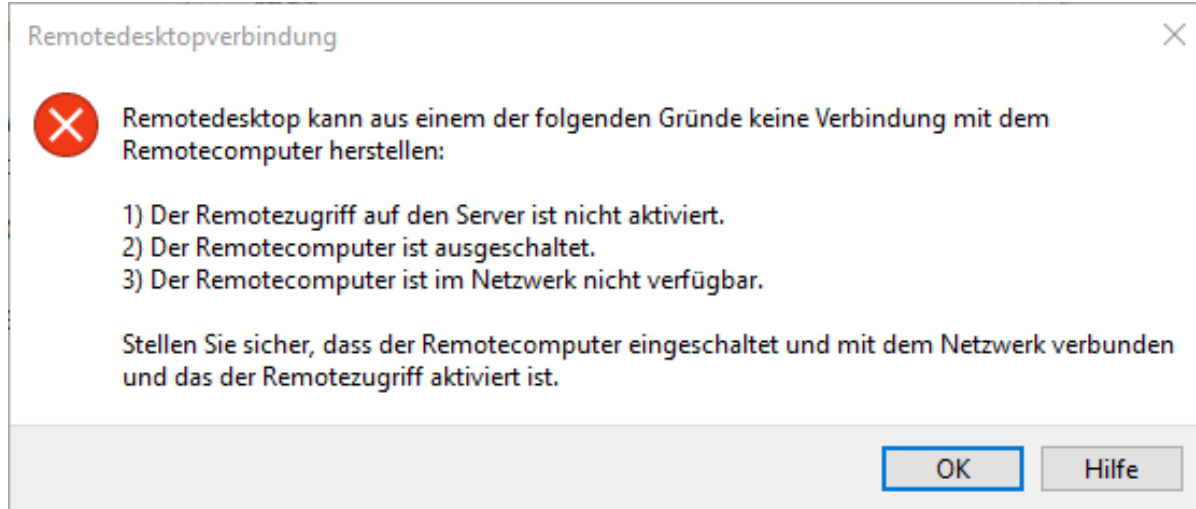 Remotedesktopverbindung
Remotedesktop kann aus einem der folgenden Gründe keine Verbindung mit dem
Remotecomputer herstellen:
1) Der Remotezugriff auf den Server ist nicht aktiviert.
2) Der Remotecomputer ist ausgeschaltet.
3) Der Remotecomputer ist im Netzwerk nicht verfügbar.
Stellen Sie sicher, dass der Remotecomputer eingeschaltet und mit dem Netzwerk verbunden
und das der Remotezugriff aktiviert ist.
OK Hilfe